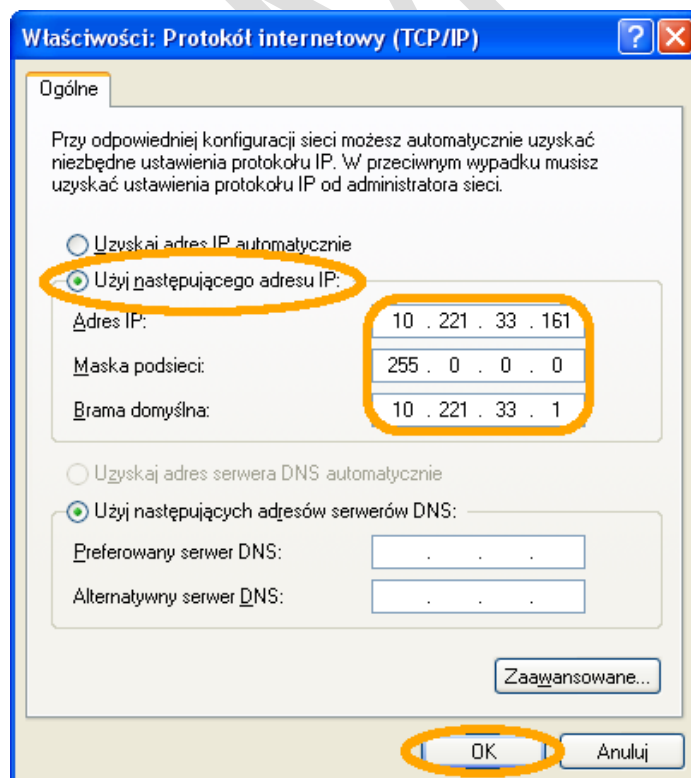 Właściwości: Protokół internetowy (TCP/IP)
Ogólne
Przy odpowiedniej konfiguracji sieci możesz automatycznie uzyskać
niezbędne ustawienia protokołu IP. W przeciwnym wypadku musisz
uzyskać ustawienia protokołu IP od administratora sieci.
Uzyskaj adres IP automatycznie
Użyj następującego adresu IP:
Adres IP: 10 . 221 . 33 . 161
Maska podsieci: 255 . 0 . 0 . 0
Brama domyślna: 10 . 221 . 33 . 1
Uzyskaj adres serwera DNS automatycznie
Użyj następujących adresów serwerów DNS:
Preferowany serwer DNS: . . .
Alternatywny serwer DNS: . . .
Zaawansowane...
OK Anuluj